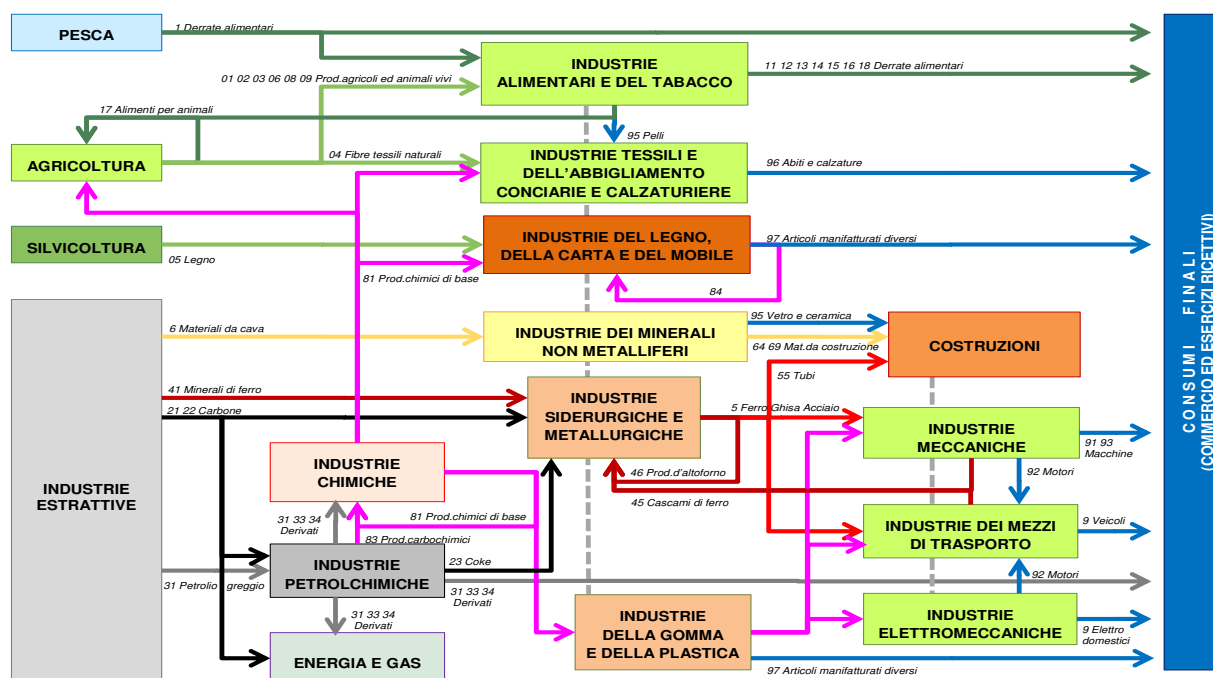 PESCA
1 Derrate alimentari
INDUSTRIE
ALIMENTARI E DEL TABACCO
11 12 13 14 15 16 18 Derrate alimentari
01 02 03 06 08 09 Prod.agricoli ed animali vivi
17 Alimenti per animali
95 Pelli
AGRICOLTURA
04 Fibre tessili naturali
INDUSTRIE TESSILI E
DELL'ABBIGLIAMENTO
CONCIARIE E CALZATURIERE
96 Abiti e calzature
SILVICOLTURA
05 Legno
INDUSTRIE DEL LEGNO,
DELLA CARTA E DEL MOBILE
97 Articoli manifatturati diversi
81 Prod.chimici di base
84
6 Materiali da cava
INDUSTRIE DEI MINERALI
NON METALLIFERI
95 Vetro e ceramica
64 69 Mat.da costruzione
COSTRUZIONI
55 Tubi
INDUSTRIE
ESTRATTIVE
41 Minerali di ferro
21 22 Carbone
INDUSTRIE
SIDERURGICHE E
METALLURGICHE
5 Ferro Ghisa Acciaio
INDUSTRIE
MECCANICHE
91 93
Macchine
46 Prod.d'altoforno
45 Cascami di ferro
92 Motori
INDUSTRIE
CHIMICHE
31 33 34
Derivati
81 Prod.chimici di base
83 Prod.carbochimici
INDUSTRIE DEI MEZZI
DI TRASPORTO
9 Veicoli
31 Petrolio greggio
INDUSTRIE
PETROLCHIMICHE
23 Coke
31 33 34
Derivati
92 Motori
31 33 34
Derivati
ENERGIA E GAS
INDUSTRIE
DELLA GOMMA
E DELLA PLASTICA
INDUSTRIE
ELETTROMECCANICHE
9 Elettro
domestici
97 Articoli manifatturati diversi
CONSUMI FINALI
(COMMERCIO ED ESERCIZI RICETTIVI)